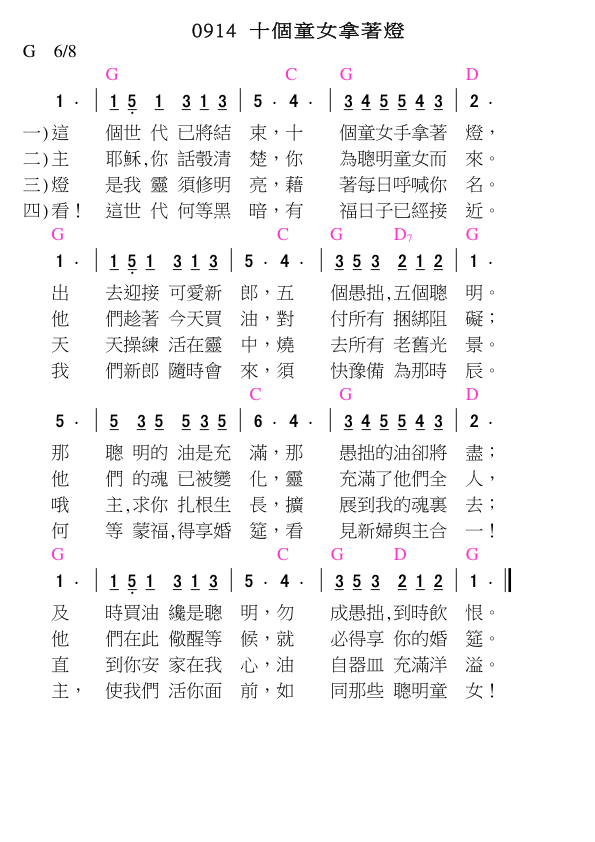 0914 十個童女拿著燈
G 6/8
G C G D
1 · | 1 5 1 3 1 3 | 5 · 4 · | 3 4 5 5 4 3 | 2 ·
一)這 個世 代 已將結 束，十 個童女手拿著 燈，
二)主 耶穌,你 話彀清 楚，你 為聰明童女而 來。
三)燈 是我 靈 須修明 亮，藉 著每日呼喊你 名。
四)看！ 這世 代 何等黑 暗，有 福日子已經接 近。
G C G D7 G
1 · | 1 5 1 3 1 3 | 5 · 4 · | 3 5 3 2 1 2 | 1 ·
出 去迎接 可愛新 郎，五 個愚拙,五個聰 明。
他 們趁著 今天買 油，對 付所有 捆綁阻 礙；
天 天操練 活在靈 中，燒 去所有 老舊光 景。
我 們新郎 隨時會 來，須 快豫備 為那時 辰。
C G D
5 · | 5 3 5 5 3 5 | 6 · 4 · | 3 4 5 5 4 3 | 2 ·
那 聰 明的 油是充 滿，那 愚拙的油卻將 盡；
他 們 的魂 已被變 化，靈 充滿了他們全 人，
哦 主,求你 扎根生 長，擴 展到我的魂裏 去；
何 等 蒙福,得享婚 筵，看 見新婦與主合 一！
G C G D G
1 · | 1 5 1 3 1 3 | 5 · 4 · | 3 5 3 2 1 2 | 1 ·
及 時買油 纔是聰 明，勿 成愚拙,到時飲 恨。
他 們在此 儆醒等 候，就 必得享 你的婚 筵。
直 到你安 家在我 心，油 自器皿 充滿洋 溢。
主， 使我們 活你面 前，如 同那些 聰明童 女！